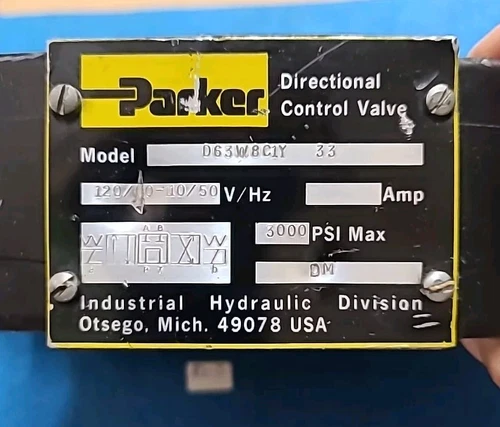 Parker
Directional
Control Valve
Model D63W8C1Y 33
V/Hz Amp
A B
3000 PSI Max
a b
DM
Industrial Hydraulic Division
Otsego, Mich. 49078 USA